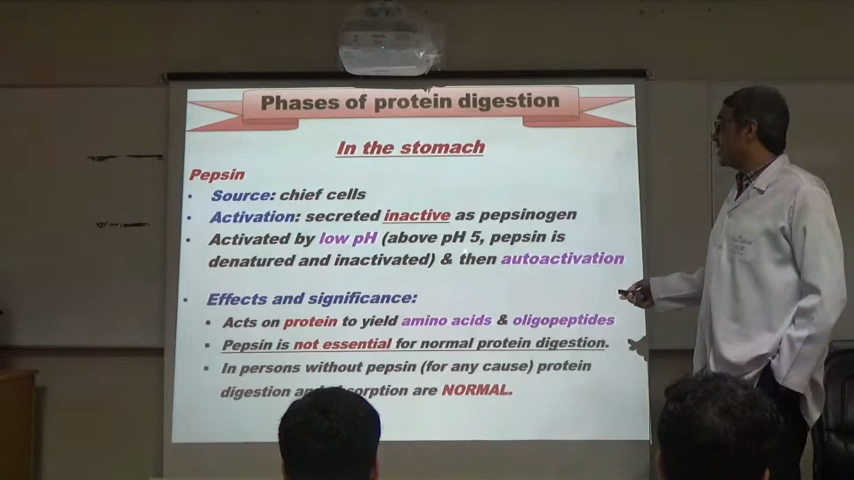 Phases of protein digestion
In the stomach
Pepsin
• Source: chief cells
• Activation: secreted inactive as pepsinogen
• Activated by low pH (above pH 5, pepsin is
denatured and inactivated) & then autoactivation
• Effects and significance:
▪ Acts on protein to yield amino acids & oligopeptides
▪ Pepsin is not essential for normal protein digestion.
▪ In persons without pepsin (for any cause) protein
digestion absorption are NORMAL.